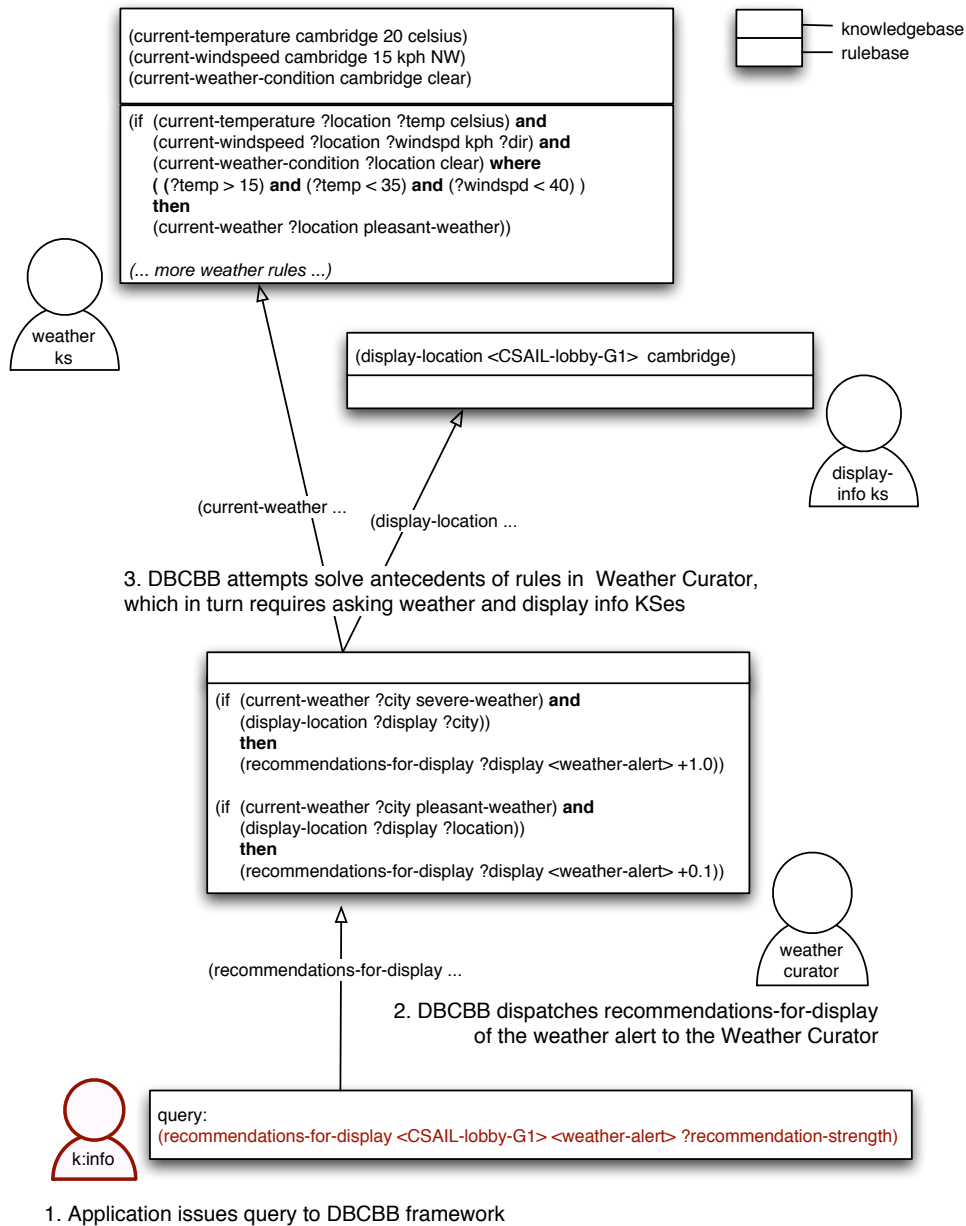 (current-temperature cambridge 20 celsius)
(current-windspeed cambridge 15 kph NW)
(current-weather-condition cambridge clear)
knowledgebase
rulebase
(if (current-temperature ?location ?temp celsius) and
(current-windspeed ?location ?windspd kph ?dir) and
(current-weather-condition ?location clear) where
( (?temp > 15) and (?temp < 35) and (?windspd < 40) )
then
(current-weather ?location pleasant-weather))
(... more weather rules ...)
weather
ks
(display-location <CSAIL-lobby-G1> cambridge)
display-
info ks
(current-weather ...
(display-location ...
3. DBCBB attempts solve antecedents of rules in Weather Curator,
which in turn requires asking weather and display info KSes
(if (current-weather ?city severe-weather) and
(display-location ?display ?city))
then
(recommendations-for-display ?display <weather-alert> +1.0))
(if (current-weather ?city pleasant-weather) and
(display-location ?display ?location))
then
(recommendations-for-display ?display <weather-alert> +0.1))
weather
curator
(recommendations-for-display ...
2. DBCBB dispatches recommendations-for-display
of the weather alert to the Weather Curator
k:info
query:
(recommendations-for-display <CSAIL-lobby-G1> <weather-alert> ?recommendation-strength)
1. Application issues query to DBCBB framework